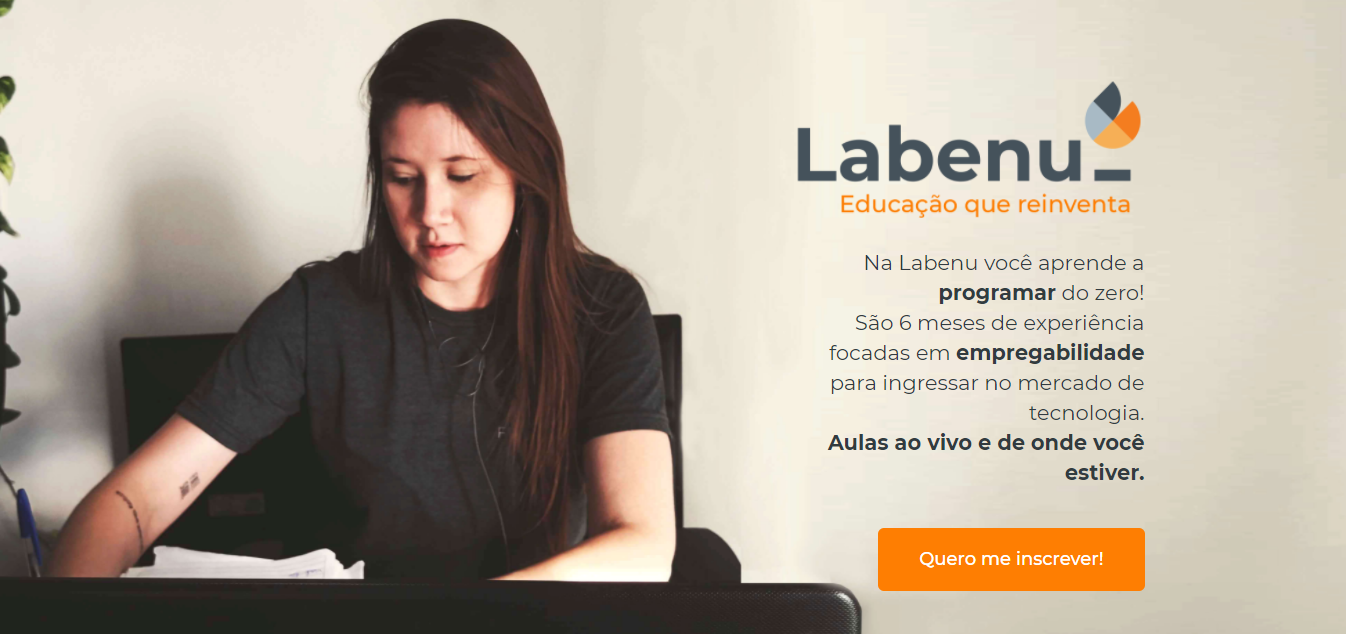 Labenu_
Educação que reinventa
Na Labenu você aprende a
programar do zero!
São 6 meses de experiência
focadas em empregabilidade
para ingressar no mercado de
tecnologia.
Aulas ao vivo e de onde você
estiver.
Quero me inscrever!